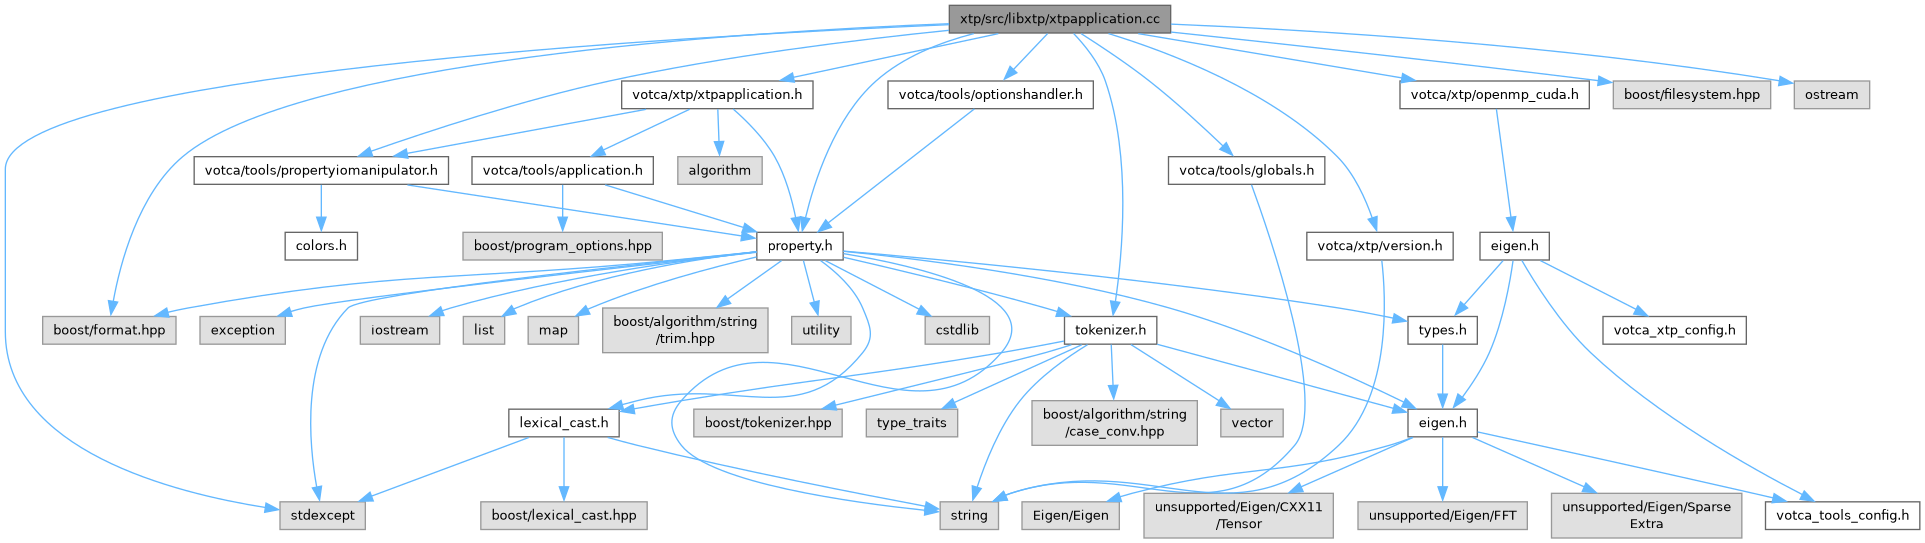 xtp/src/libxtp/xtpapplication.cc
votca/xtp/xtpapplication.h
votca/tools/optionshandler.h
votca/xtp/openmp_cuda.h
boost/filesystem.hpp
ostream
votca/tools/propertyiomanipulator.h
votca/tools/application.h
algorithm
votca/tools/globals.h
colors.h
boost/program_options.hpp
property.h
votca/xtp/version.h
eigen.h
boost/format.hpp
exception
iostream
list
map
boost/algorithm/string
/trim.hpp
utility
cstdlib
tokenizer.h
types.h
votca_xtp_config.h
lexical_cast.h
boost/tokenizer.hpp
type_traits
boost/algorithm/string
/case_conv.hpp
vector
eigen.h
stdexcept
boost/lexical_cast.hpp
string
Eigen/Eigen
unsupported/Eigen/CXX11
/Tensor
unsupported/Eigen/FFT
unsupported/Eigen/Sparse
Extra
votca_tools_config.h